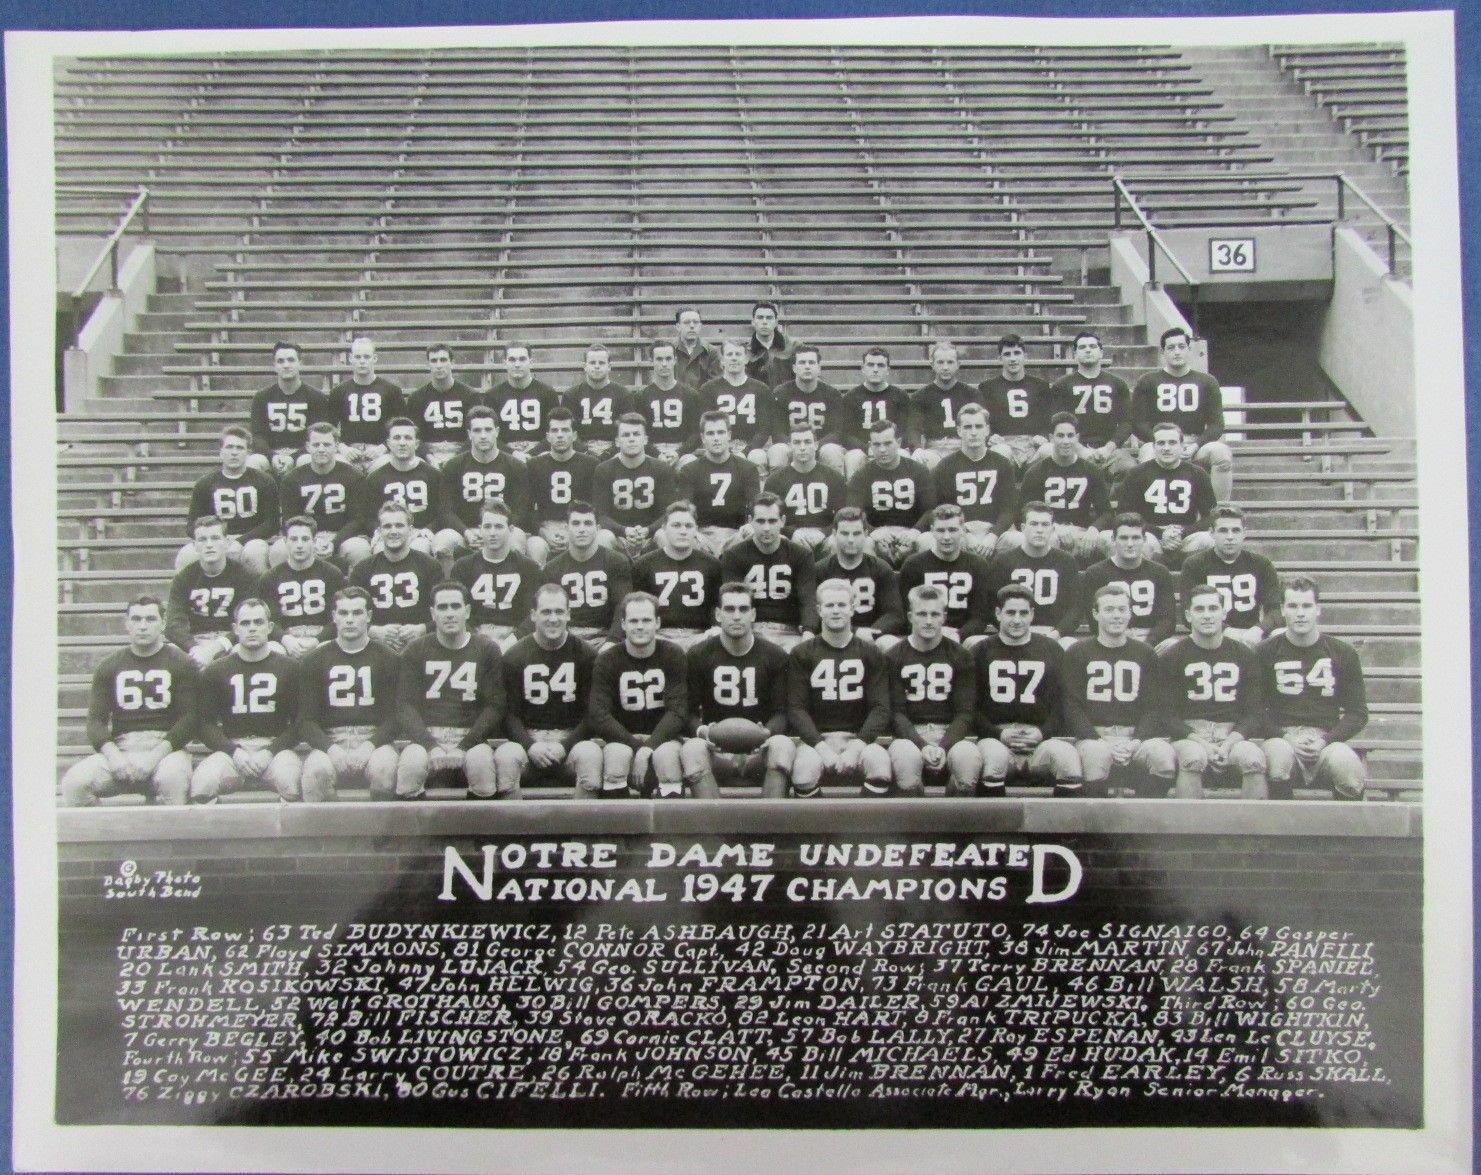 36
55 18 45 49 14 19 24 26 11 1 6 76 80
60 72 39 82 8 83 7 40 69 57 27 43
37 28 33 47 36 73 46 8 52 30 29 59
63 12 21 74 64 62 81 42 38 67 20 32 54
NOTRE DAME UNDEFEATED
NATIONAL 1947 CHAMPIONS
©
Bagby Photo
South Bend
First Row; 63 Ted BUDYNKIEWICZ, 12 Pete ASHBAUGH, 21 Art STATUTO, 74 Joe SIGNAIGO, 64 Gasper
URBAN, 62 Floyd SIMMONS, 81 George CONNOR Capt., 42 Doug WAYBRIGHT, 38 Jim MARTIN 67 John PANELLI,
20 Lank SMITH, 32 Johnny LUJACK, 54 Geo. SULLIVAN, Second Row; 37 Terry BRENNAN, 28 Frank SPANIEL,
33 Frank KOSIKOWSKI, 47 John HELWIG, 36 John FRAMPTON, 73 Frank GAUL, 46 Bill WALSH, 58 Marty
WENDELL, 52 Walt GROTHAUS, 30 Bill GOMPERS, 29 Jim DAILER, 59 Al ZMIJEWSKI, Third Row; 60 Geo.
STROHMEYER, 72 Bill FISCHER, 39 Steve ORACKO, 82 Leon HART, 8 Frank TRIPUCKA, 83 Bill WIGHTKIN,
7 Gerry BEGLEY, 40 Bob LIVINGSTONE, 69 Cornie CLATT, 57 Bob LALLY, 27 Ray ESPENAN, 43 Len Le CLUYSE.
Fourth Row; 55 Mike SWISTOWICZ, 18 Frank JOHNSON, 45 Bill MICHAELS, 49 Ed HUDAK, 14 Emil SITKO,
19 Coy McGEE, 24 Larry COUTRE, 26 Ralph McGEHEE, 11 Jim BRENNAN, 1 Fred EARLEY, 6 Russ SKALL,
76 Ziggy CZAROBSKI, 80 Gus CIFELLI. Fifth Row; Leo Costello Associate Mgr., Larry Ryan Senior Manager.